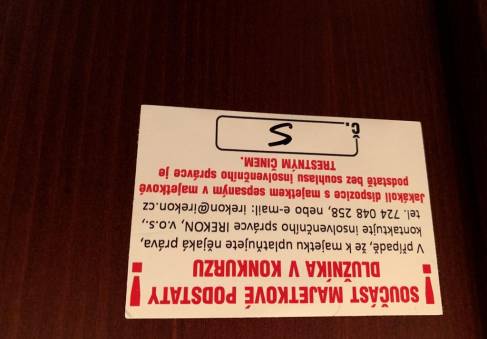 ! SOUČÁST MAJETKOVÉ PODSTATY !
DLUŽNÍKA V KONKURZU
V případě, že k majetku uplatňujete nějaká práva,
kontaktujte insolvenčního správce IREKON, v.o.s.,
tel. 724 048 258, nebo e-mail: irekon@irekon.cz
Jakákoli dispozice s majetkem sepsaným v majetkové
podstatě bez souhlasu insolvenčního správce je
TRESTNÝM ČINEM.
Č. 5